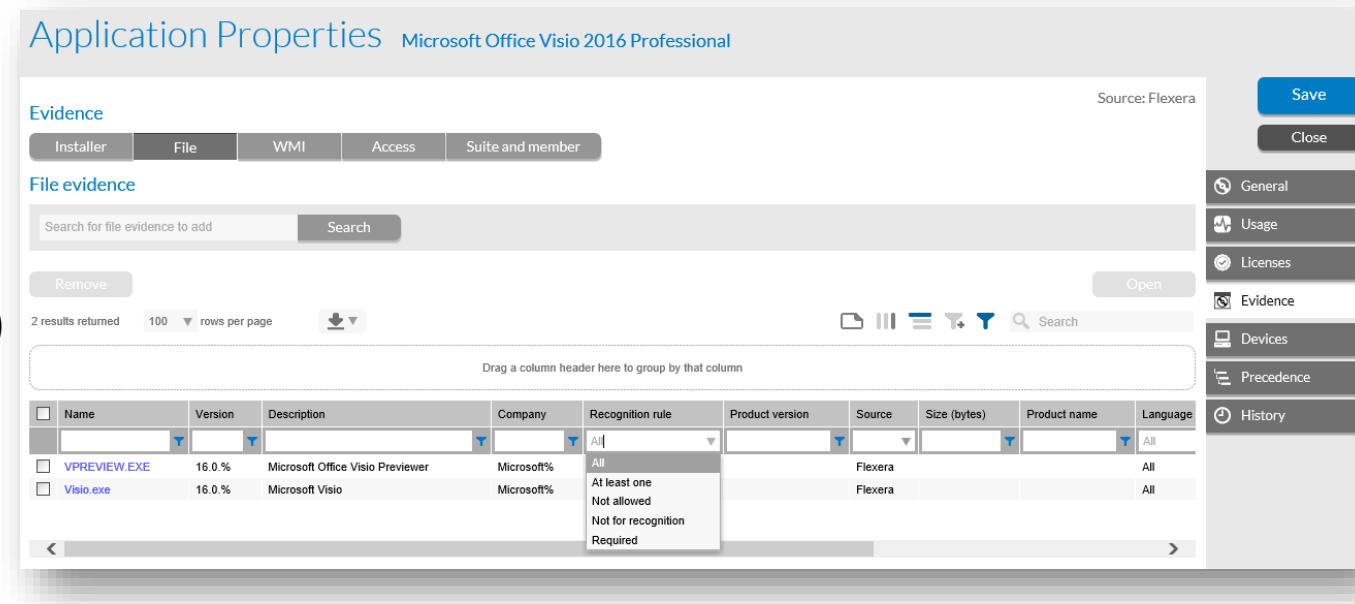 Application Properties Microsoft Office Visio 2016 Professional
Source: Flexera
Save
Close
Evidence
Installer File WMI Access Suite and member
File evidence
Search for file evidence to add Search
Remove Open
2 results returned 100 rows per page Search
Drag a column header here to group by that column
Name Version Description Company Recognition rule Product version Source Size (bytes) Product name Language
All All
VPREVIEW.EXE 16.0.% Microsoft Office Visio Previewer Microsoft% Flexera All
Visio.exe 16.0.% Microsoft Visio Microsoft% Flexera All
All
At least one
Not allowed
Not for recognition
Required
General
Usage
Licenses
Evidence
Devices
Precedence
History